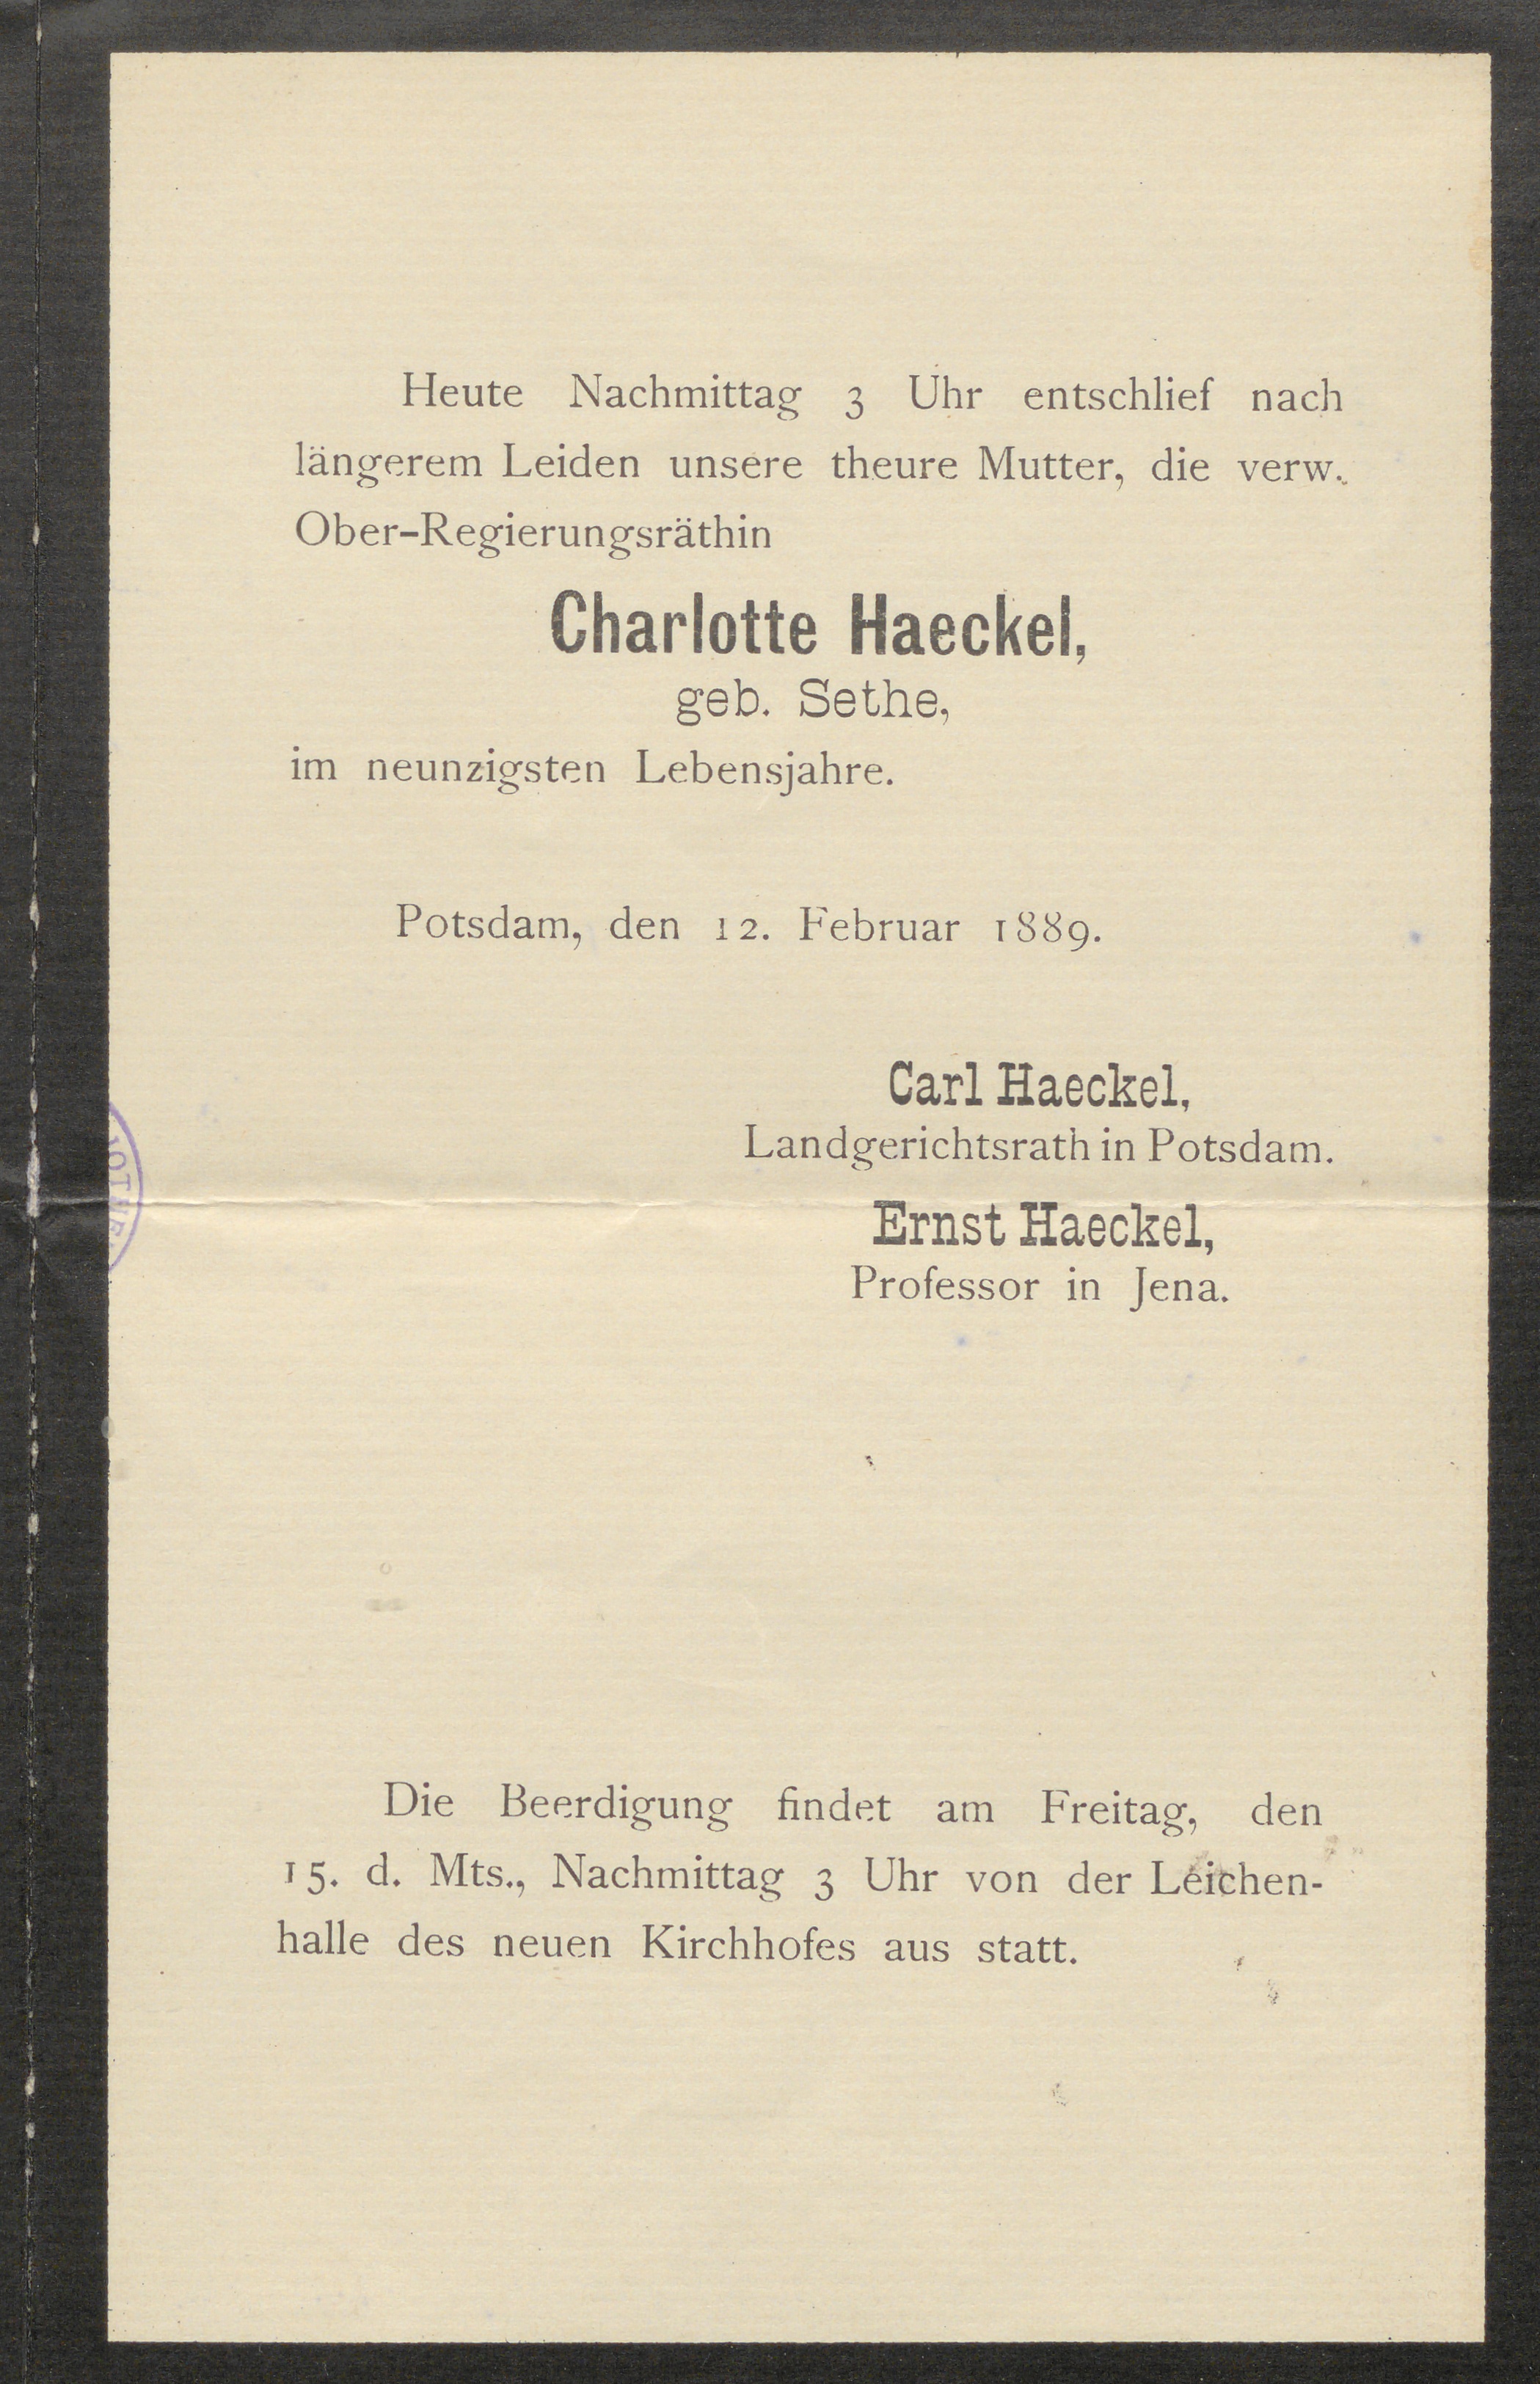 Heute Nachmittag 3 Uhr entschlief nach
längerem Leiden unsere theure Mutter, die verw.
Ober-Regierungsräthin
Charlotte Haeckel,
geb. Sethe,
im neunzigsten Lebensjahre.
Potsdam, den 12. Februar 1889.
Carl Haeckel,
Landgerichtsrath in Potsdam.
Ernst Haeckel,
Professor in Jena.
Die Beerdigung findet am Freitag, den
15. d. Mts., Nachmittag 3 Uhr von der Leichen-
halle des neuen Kirchhofes aus statt.